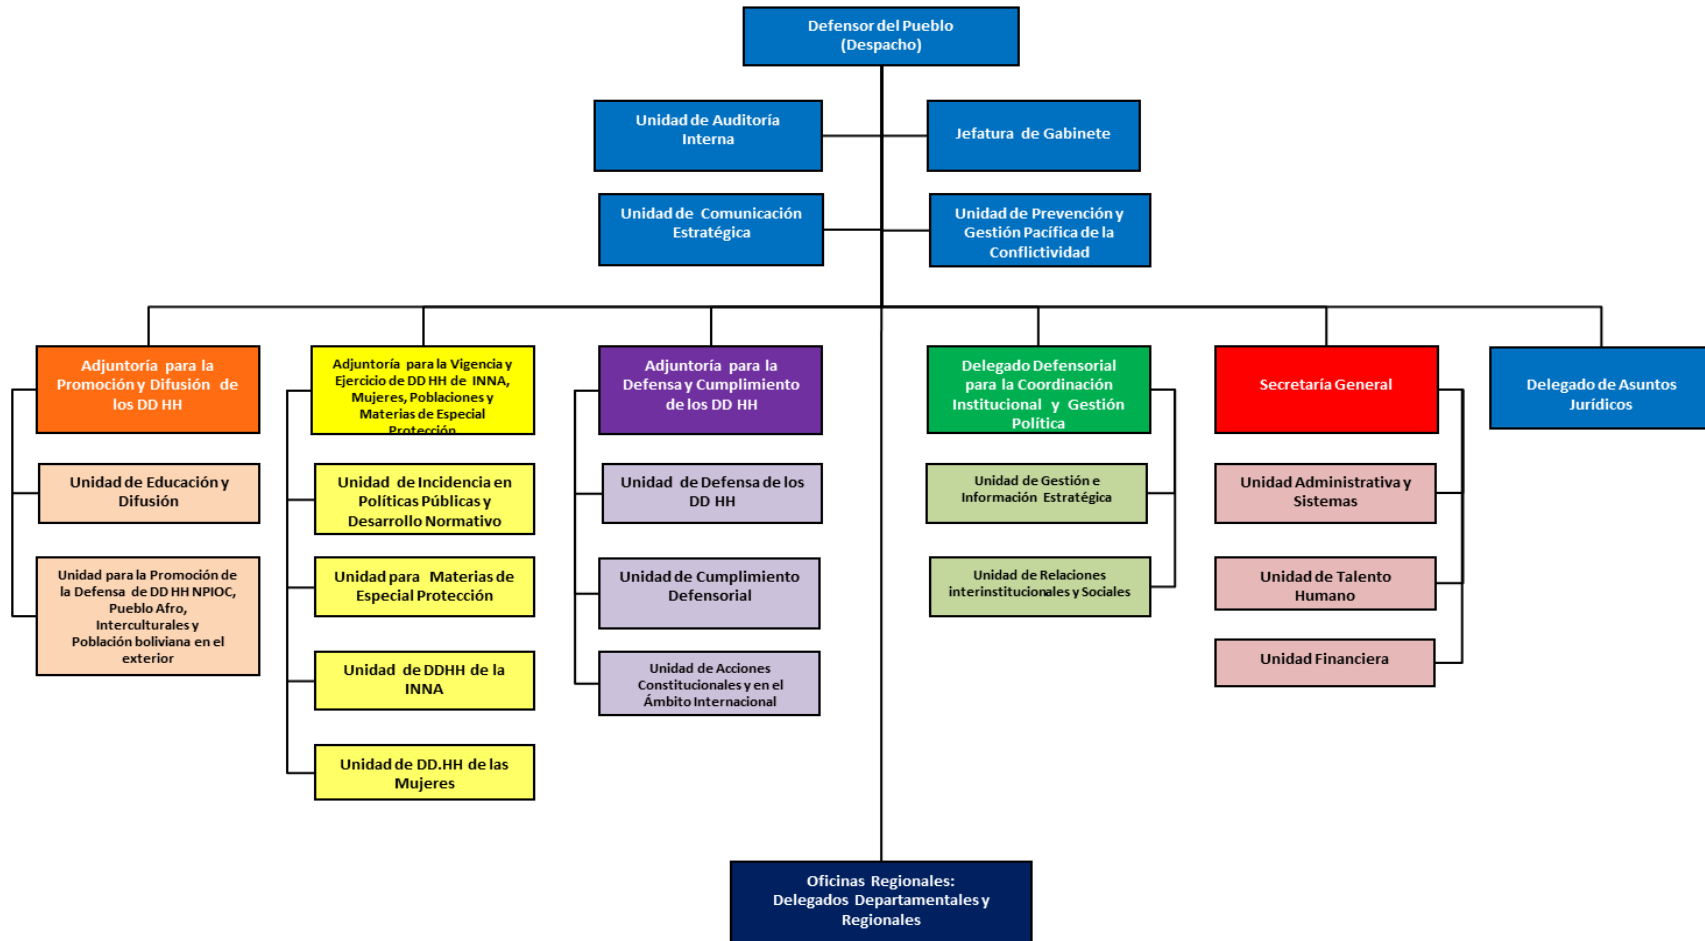 Defensor del Pueblo
(Despacho)
Unidad de Auditoría
Interna
Jefatura de Gabinete
Unidad de Comunicación
Estratégica
Unidad de Prevención y
Gestión Pacífica de la
Conflictividad
Adjuntoría para la
Promoción y Difusión de
los DD HH
Adjuntoría para la Vigencia y
Ejercicio de DD HH de INNA,
Mujeres, Poblaciones y
Materias de Especial
Protección
Adjuntoría para la
Defensa y Cumplimiento
de los DD HH
Delegado Defensorial
para la Coordinación
Institucional y Gestión
Política
Secretaría General
Delegado de Asuntos
Jurídicos
Unidad de Educación y
Difusión
Unidad para la Promoción de
la Defensa de DD HH NPIOC,
Pueblo Afro,
Interculturales y
Población boliviana en el
exterior
Unidad de Incidencia en
Políticas Públicas y
Desarrollo Normativo
Unidad para Materias de
Especial Protección
Unidad de DDHH de la
INNA
Unidad de DD.HH de las
Mujeres
Unidad de Defensa de los
DD HH
Unidad de Cumplimiento
Defensorial
Unidad de Acciones
Constitucionales y en el
Ámbito Internacional
Unidad de Gestión e
Información Estratégica
Unidad de Relaciones
interinstitucionales y Sociales
Unidad Administrativa y
Sistemas
Unidad de Talento
Humano
Unidad Financiera
Oficinas Regionales:
Delegados Departamentales y
Regionales